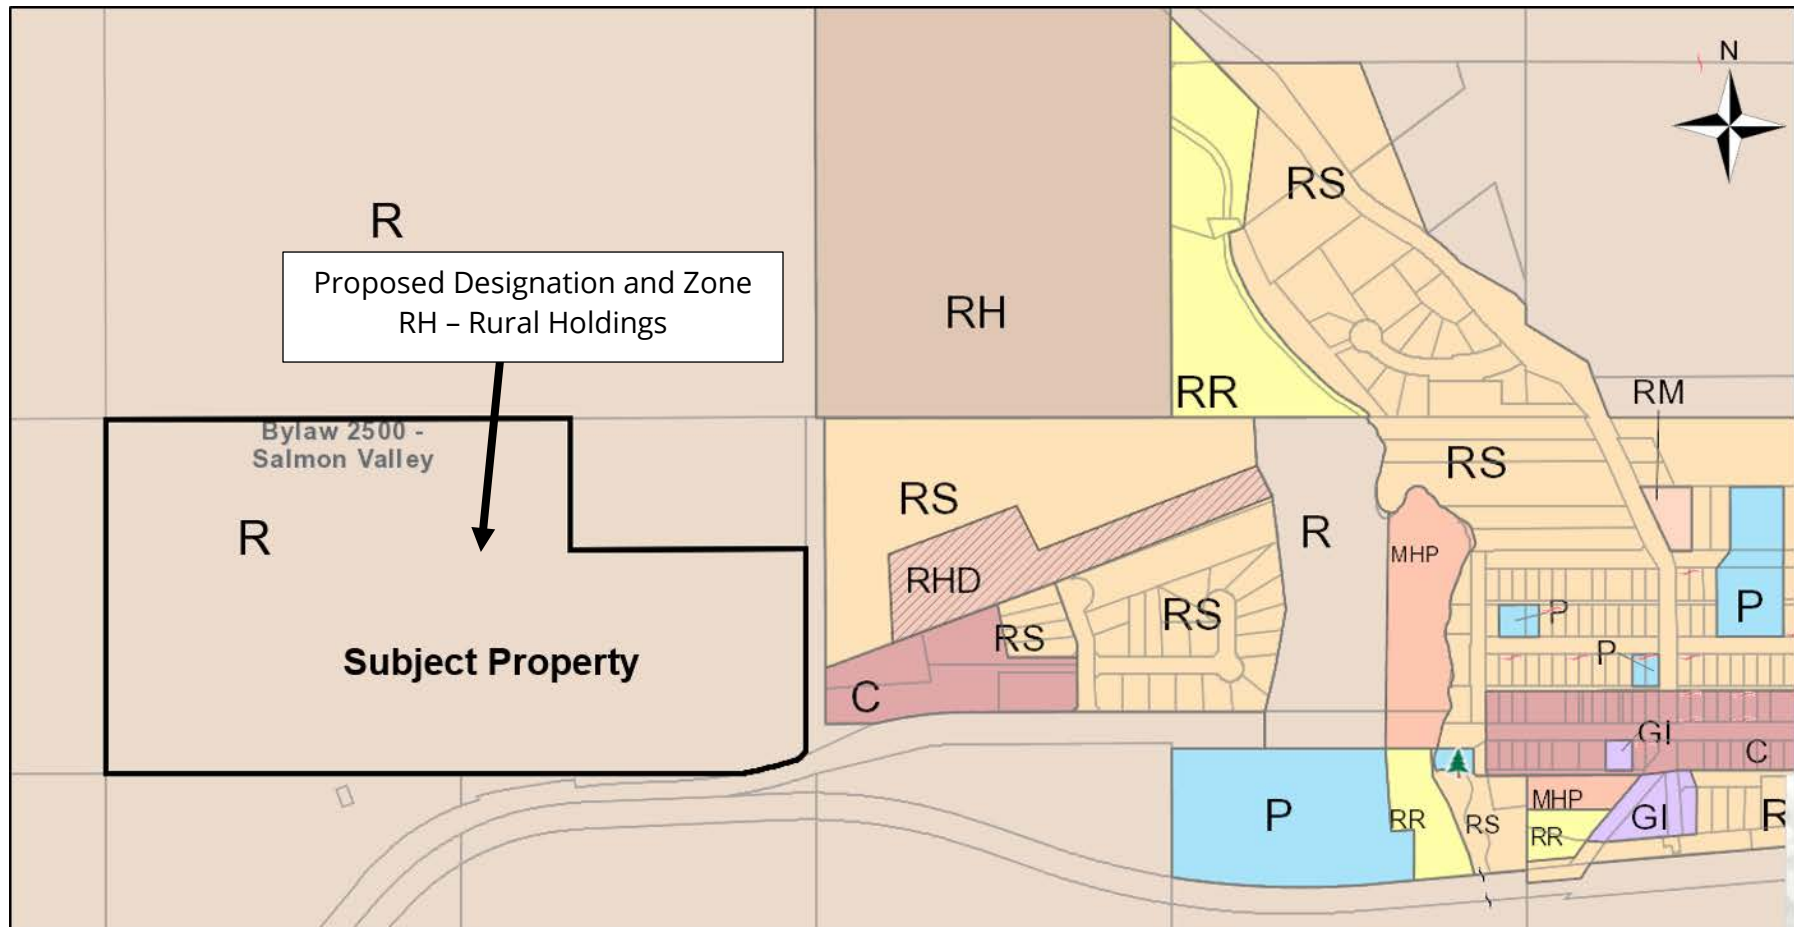 N
RS
R
Proposed Designation and Zone
RH – Rural Holdings
RH
RR
RM
Bylaw 2500 -
Salmon Valley
RS
RS
R
R
MHP
RHD
P
P
RS
RS
P
Subject Property
C
GI
C
P
MHP
RR
RS
GI
R
RR